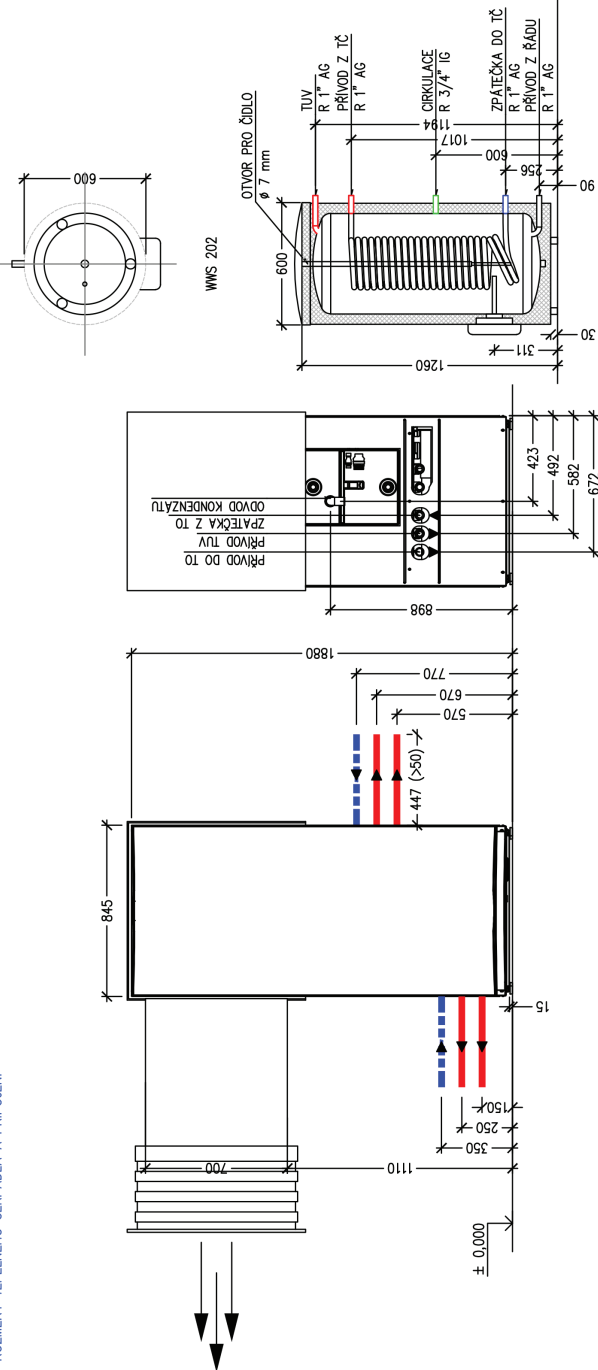 600
WWS 202
OTVOR PRO ČIDLO
ø 7 mm
TUV
R 1" AG
PŘÍVOD Z TČ
R 1" AG
CIRKULACE
R 3/4" IG
ZPÁTEČKA DO TČ
R 1" AG
PŘÍVOD Z ŘÁDU
R 1" AG
600
1194
1017
600
256
90
1260
311
30
ODVOD KONDENZÁTU
ZPÁTEČKA Z TO
PŘÍVOD TUV
PŘÍVOD DO TO
898
423
492
582
672
1880
770
670
570
447 (>50)
845
15
700
1110
350
250
150
± 0,000